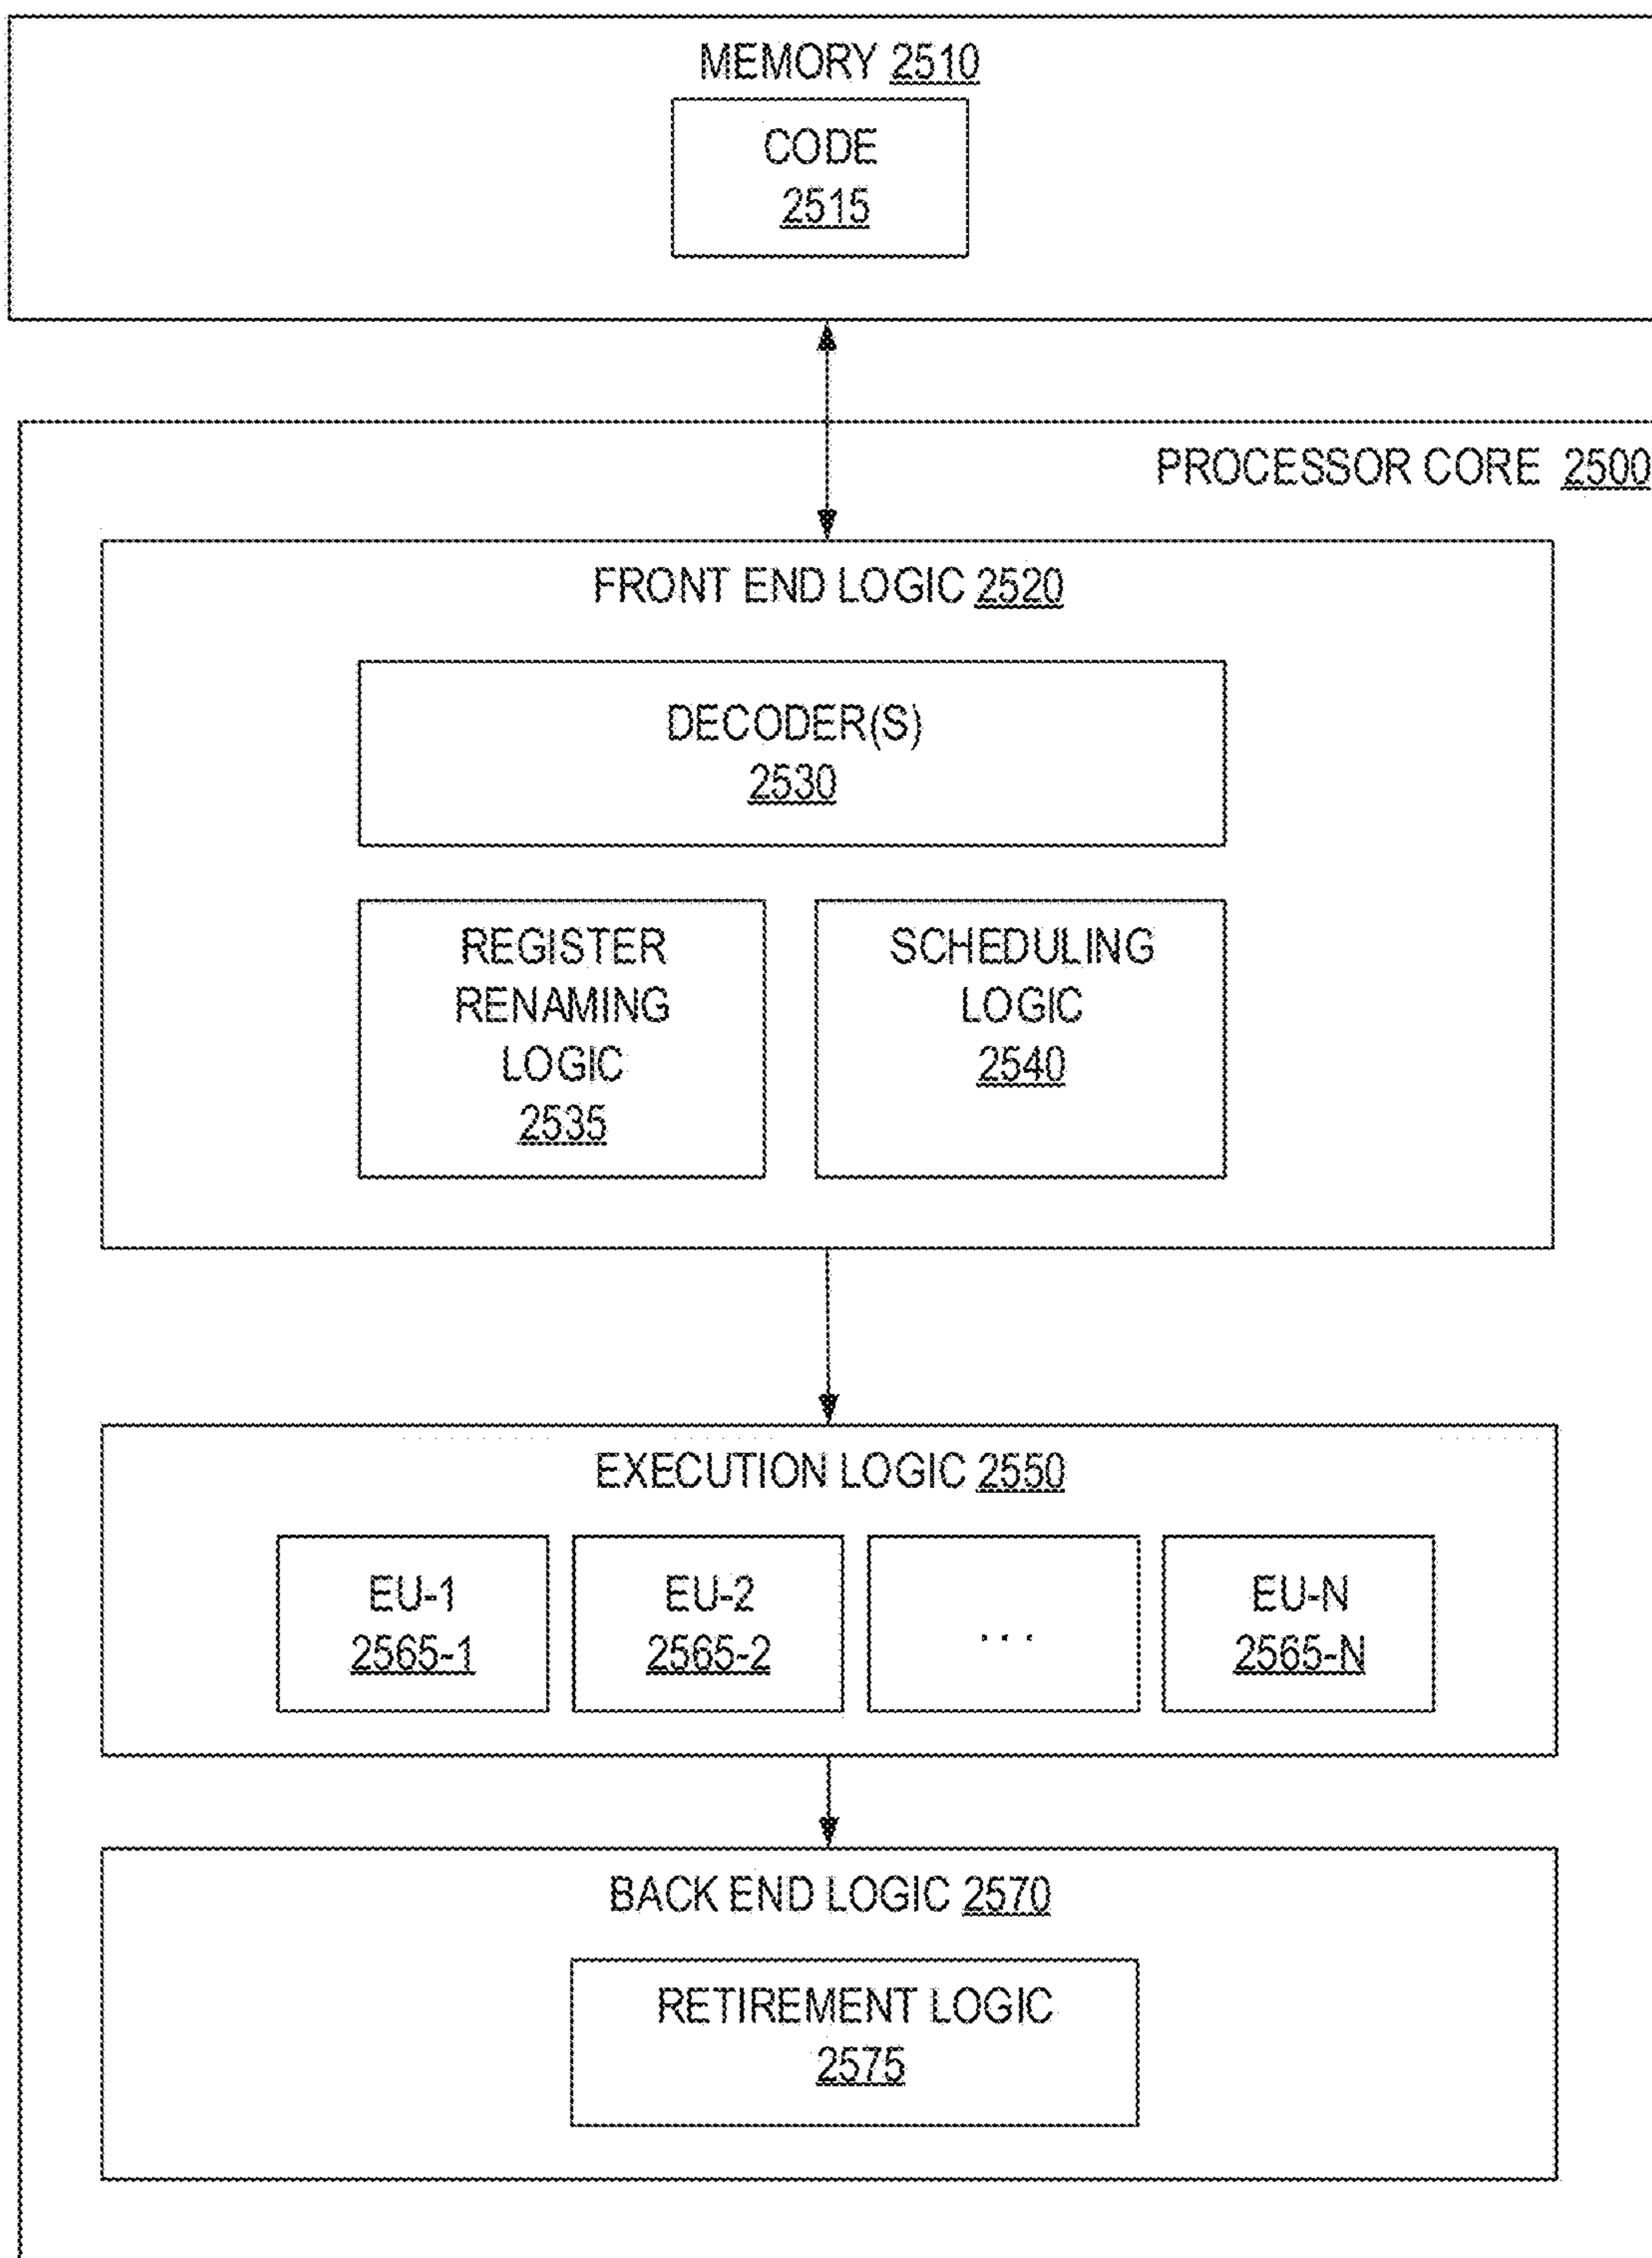 MEMORY 2510
CODE
2515
PROCESSOR CORE 2500
FRONT END LOGIC 2520
DECODER(S)
2530
REGISTER
RENAMING
LOGIC
2535
SCHEDULING
LOGIC
2540
EXECUTION LOGIC 2550
EU-1
2565-1
EU-2
2565-2
...
EU-N
2565-N
BACK END LOGIC 2570
RETIREMENT LOGIC
2575